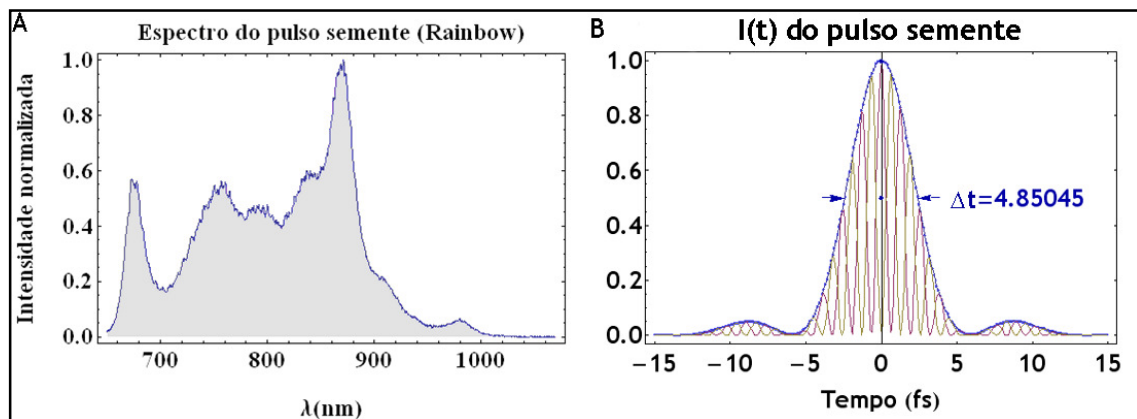 A
Espectro do pulso semente (Rainbow)
Intensidade normalizada
1.0
0.8
0.6
0.4
0.2
0.0
700
800
900
1000
λ(nm)
B
I(t) do pulso semente
1.0
0.8
0.6
0.4
0.2
0.0
Δt=4.85045
−15
−10
−5
0
5
10
15
Tempo (fs)